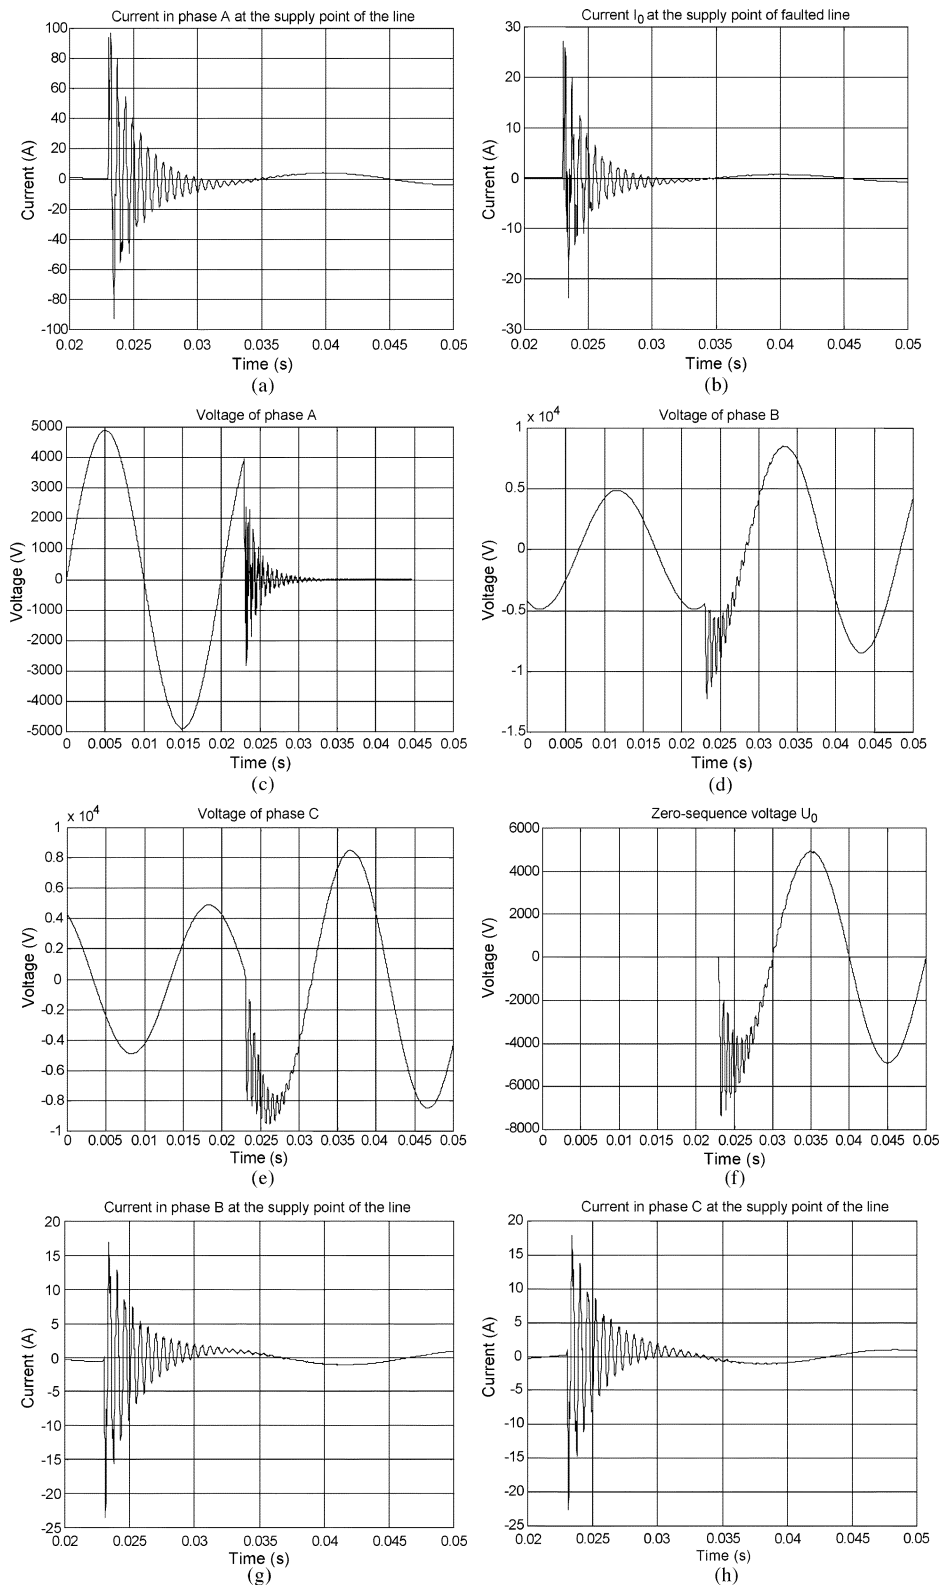 Current in phase A at the supply point of the line
100
80
60
40
20
0
-20
-40
-60
-80
-100
Current (A)
0.02 0.025 0.03 0.035 0.04 0.045 0.05
Time (s)
(a)
Current I0 at the supply point of faulted line
30
20
10
0
-10
-20
-30
Current (A)
0.02 0.025 0.03 0.035 0.04 0.045 0.05
Time (s)
(b)
Voltage of phase A
5000
4000
3000
2000
1000
0
-1000
-2000
-3000
-4000
-5000
Voltage (V)
0 0.005 0.01 0.015 0.02 0.025 0.03 0.035 0.04 0.045 0.05
Time (s)
(c)
Voltage of phase B
1 x 10^4
0.5
0
-0.5
-1
-1.5
Voltage (V)
0 0.005 0.01 0.015 0.02 0.025 0.03 0.035 0.04 0.045 0.05
Time (s)
(d)
Voltage of phase C
1 x 10^4
0.8
0.6
0.4
0.2
0
-0.2
-0.4
-0.6
-0.8
-1
Voltage (V)
0 0.005 0.01 0.015 0.02 0.025 0.03 0.035 0.04 0.045 0.05
Time (s)
(e)
Zero-sequence voltage U0
6000
4000
2000
0
-2000
-4000
-6000
-8000
Voltage (V)
0 0.005 0.01 0.015 0.02 0.025 0.03 0.035 0.04 0.045 0.05
Time (s)
(f)
Current in phase B at the supply point of the line
20
15
10
5
0
-5
-10
-15
-20
-25
Current (A)
0.02 0.025 0.03 0.035 0.04 0.045 0.05
Time (s)
(g)
Current in phase C at the supply point of the line
20
15
10
5
0
-5
-10
-15
-20
-25
Current (A)
0.02 0.025 0.03 0.035 0.04 0.045 0.05
Time (s)
(h)